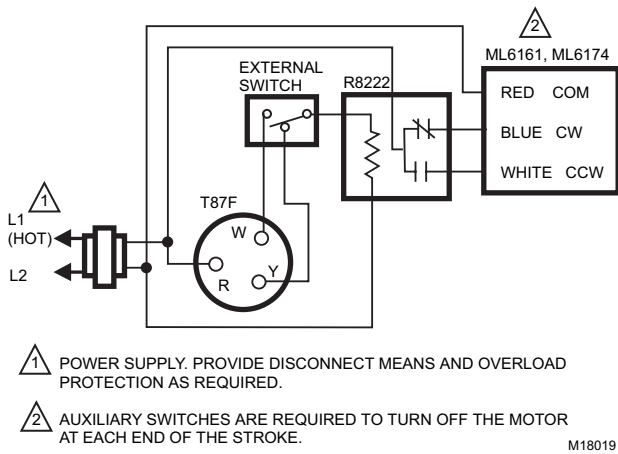 2
ML6161, ML6174
EXTERNAL
SWITCH
R8222
RED COM
BLUE CW
WHITE CCW
1
L1
(HOT)
L2
T87F
W
R
Y
1 POWER SUPPLY. PROVIDE DISCONNECT MEANS AND OVERLOAD
PROTECTION AS REQUIRED.
2 AUXILIARY SWITCHES ARE REQUIRED TO TURN OFF THE MOTOR
AT EACH END OF THE STROKE.
M18019